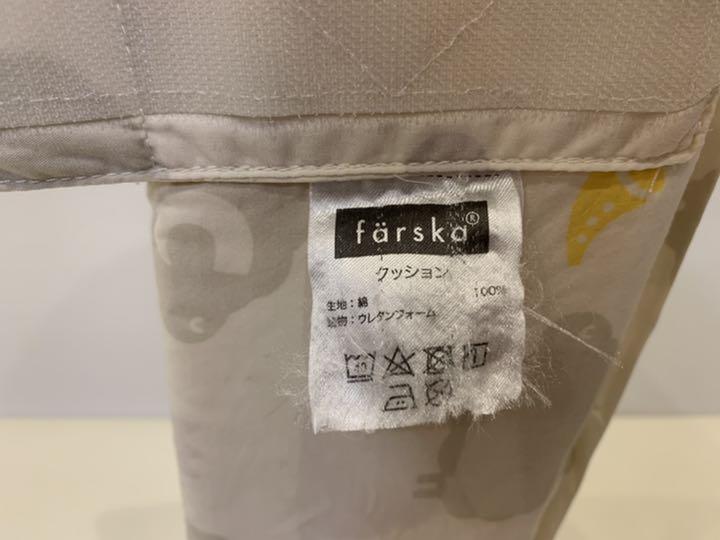 färska®
クッション
生地:綿 100%
詰物:ウレタンフォーム